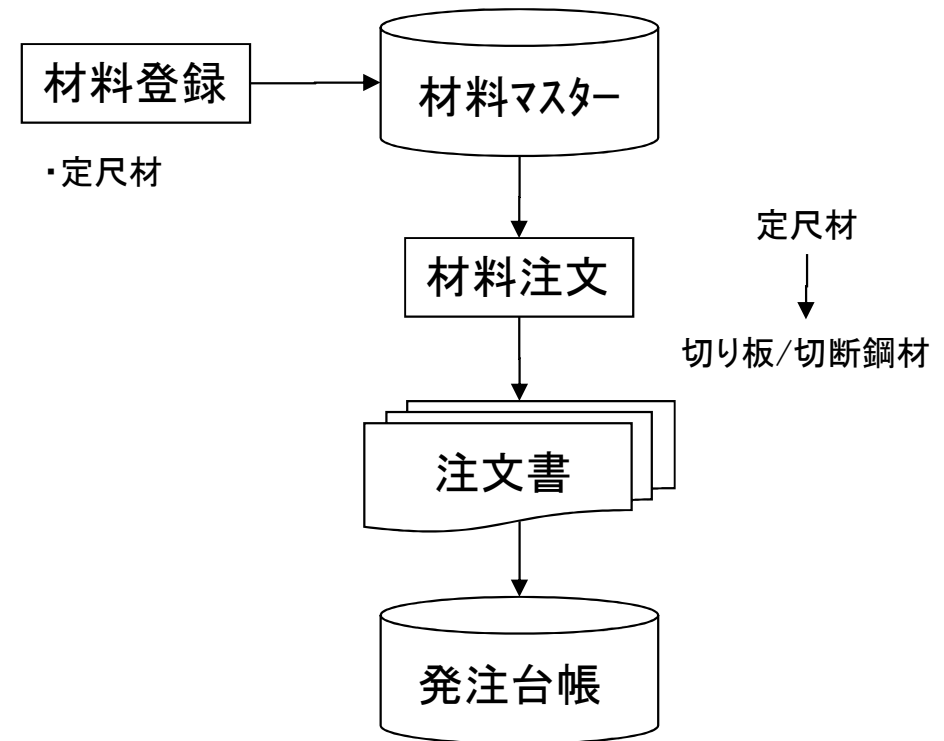 材料登録
材料ﾏｽﾀｰ
・定尺材
定尺材
材料注文
切り板/切断鋼材
注文書
発注台帳